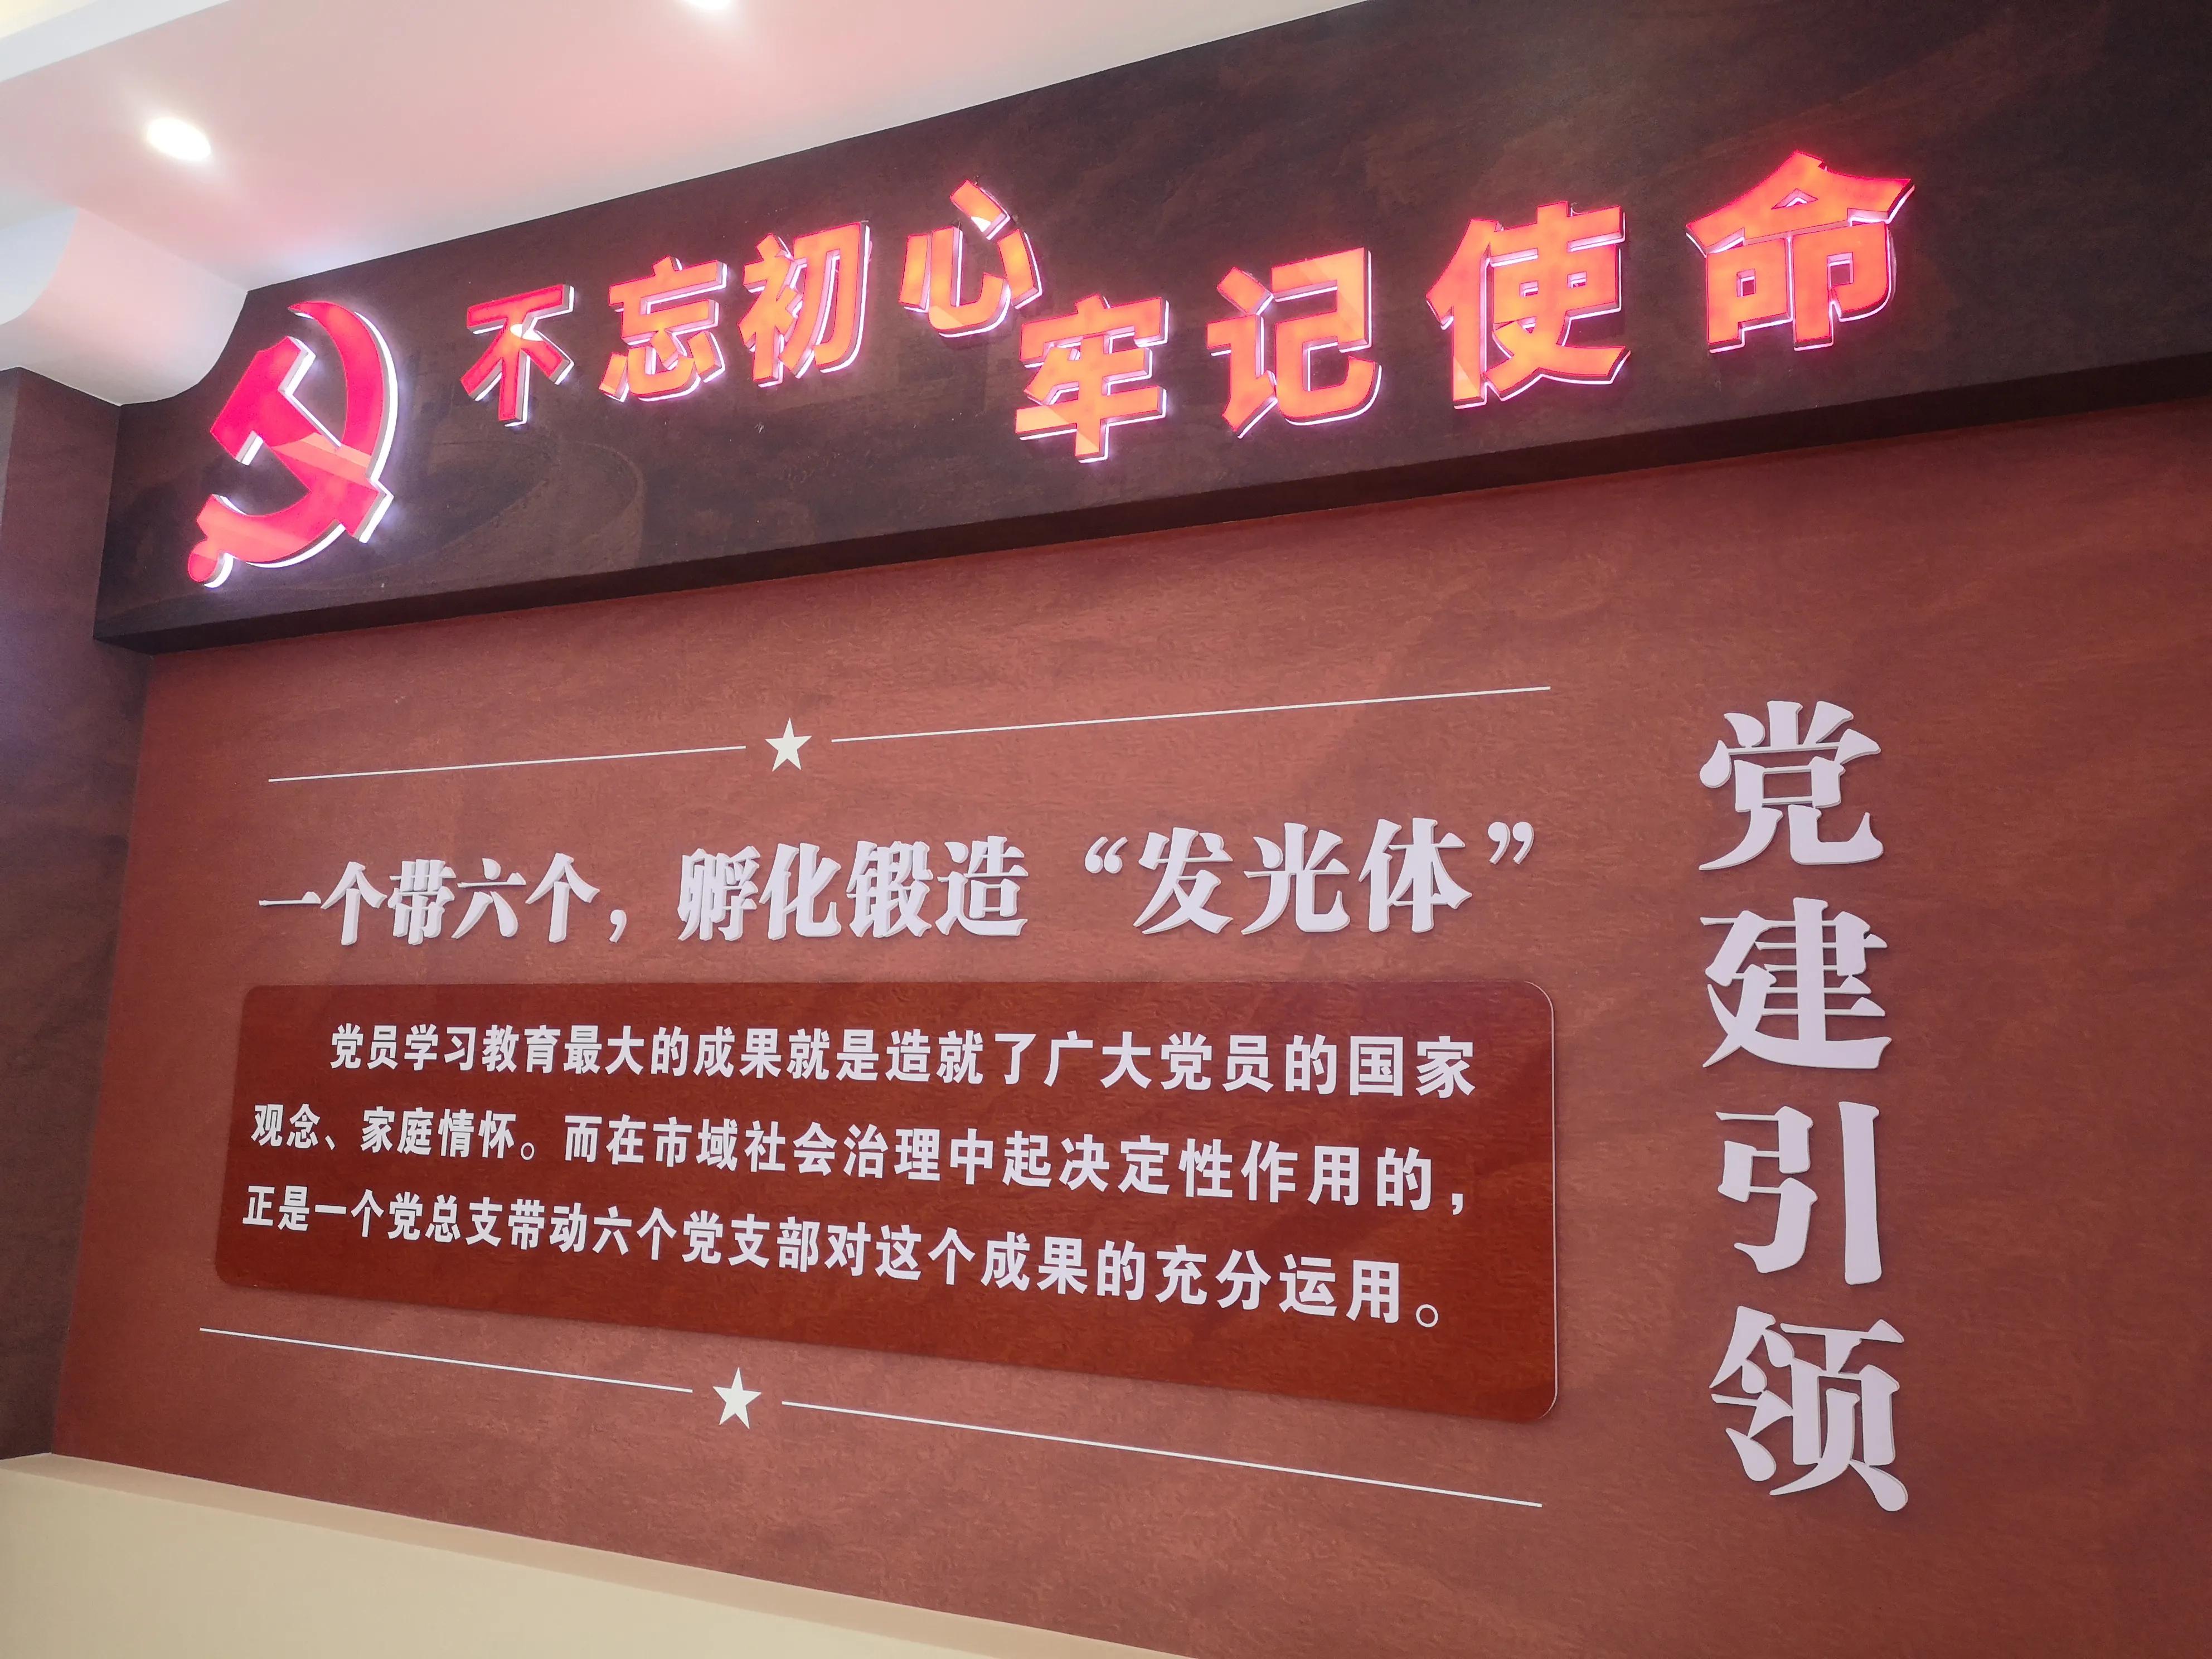 不忘初心
牢记使命
一个带六个，孵化锻造“发光体”
党员学习教育最大的成果就是造就了广大党员的国家
观念、家庭情怀。而在市域社会治理中起决定性作用的，
正是一个党总支带动六个党支部对这个成果的充分运用。
党建引领